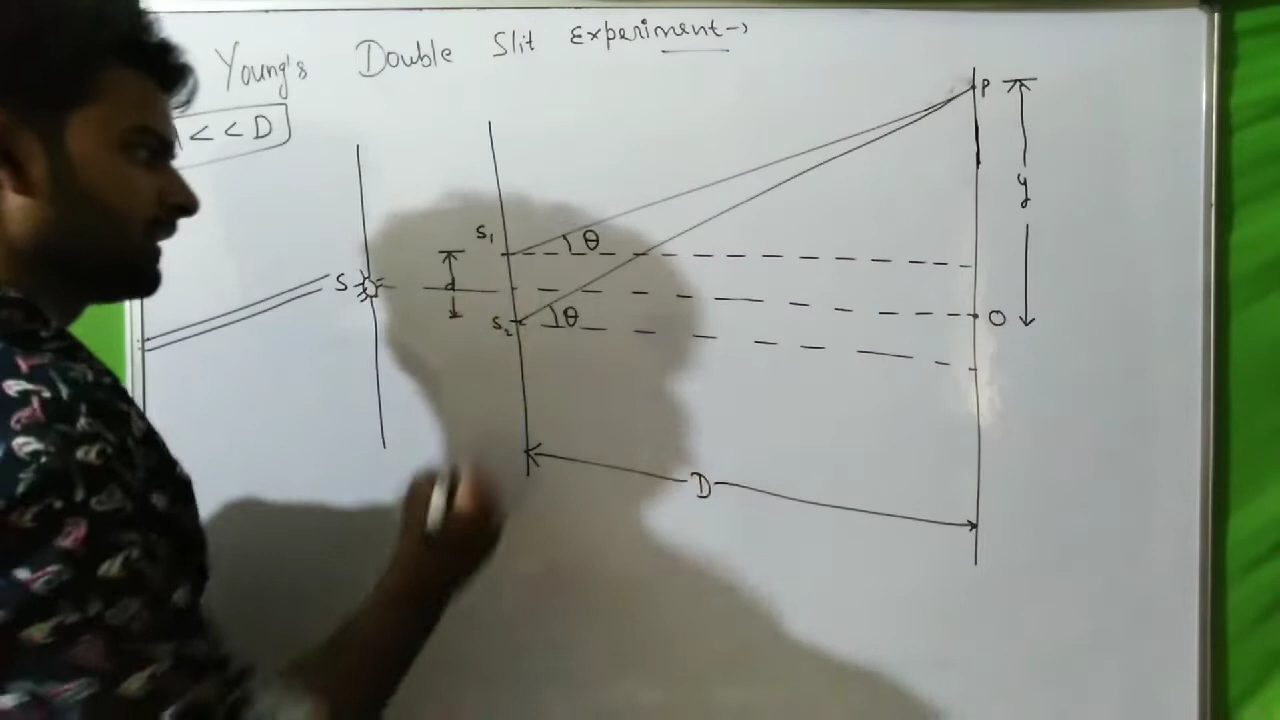 Young's Double Slit Experiment→
< < D
P
y
S₁
θ
S
d
S₂
θ
O
D